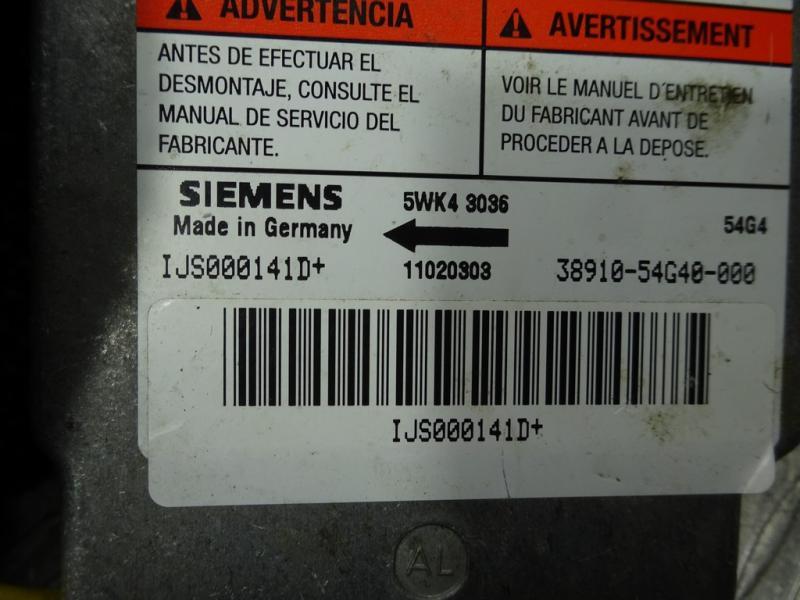 ADVERTENCIA
ANTES DE EFECTUAR EL
DESMONTAJE, CONSULTE EL
MANUAL DE SERVICIO DEL
FABRICANTE.
AVERTISSEMENT
VOIR LE MANUEL D'ENTRETIEN
DU FABRICANT AVANT DE
PROCEDER A LA DEPOSE.
SIEMENS 5WK4 3036
Made in Germany 54G4
IJS000141D+ 11020303 38910-54G40-000
IJS000141D+
AL